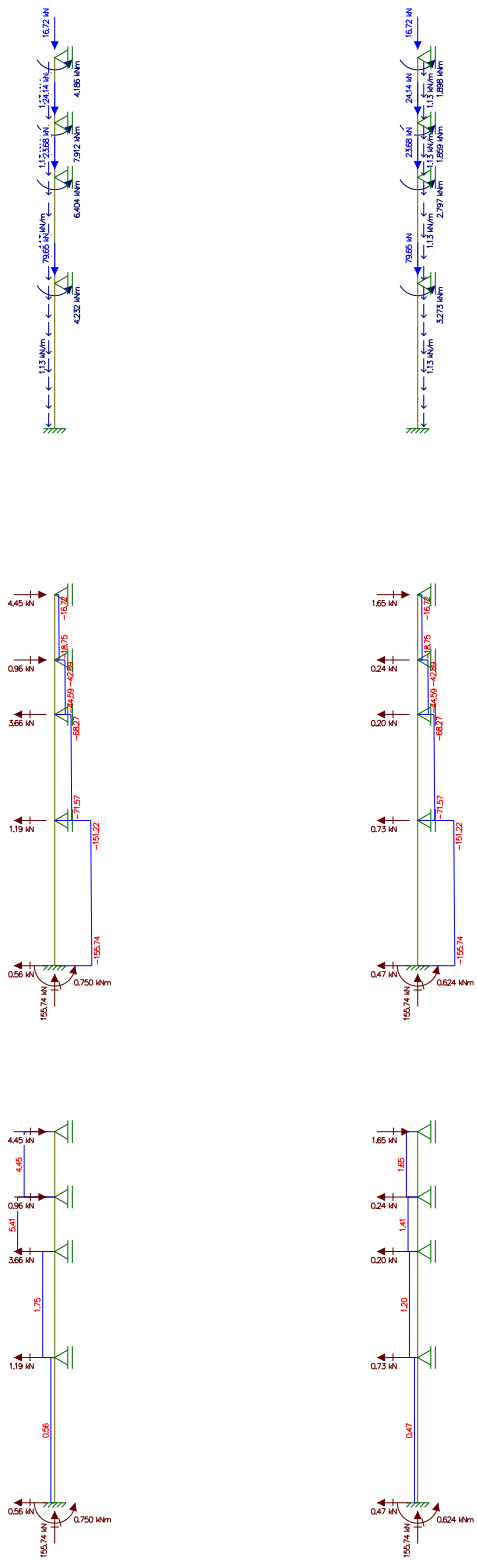 16.72 kN
4.186 kNm
24.14 kN
7.912 kNm
23.68 kN
6.404 kNm
79.65 kN
4.232 kNm
1.13 kN/m
16.72 kN
1.898 kNm
24.14 kN
1.13 kN/m
1.859 kNm
23.68 kN
1.13 kN/m
2.797 kNm
79.65 kN
1.13 kN/m
3.273 kNm
1.13 kN/m
4.45 kN
-16.72
-18.75
0.96 kN
-42.89
-44.59
3.66 kN
-68.27
-71.57
1.19 kN
-151.22
-155.74
0.56 kN
0.750 kNm
155.74 kN
1.65 kN
-16.72
-18.75
0.24 kN
-42.89
-44.59
0.20 kN
-68.27
-71.57
0.73 kN
-151.22
-155.74
0.47 kN
0.624 kNm
155.74 kN
4.45 kN
4.45
0.96 kN
5.41
3.66 kN
1.75
1.19 kN
0.56
0.56 kN
0.750 kNm
155.74 kN
1.65 kN
1.65
0.24 kN
1.41
0.20 kN
1.20
0.73 kN
0.47
0.47 kN
0.624 kNm
155.74 kN